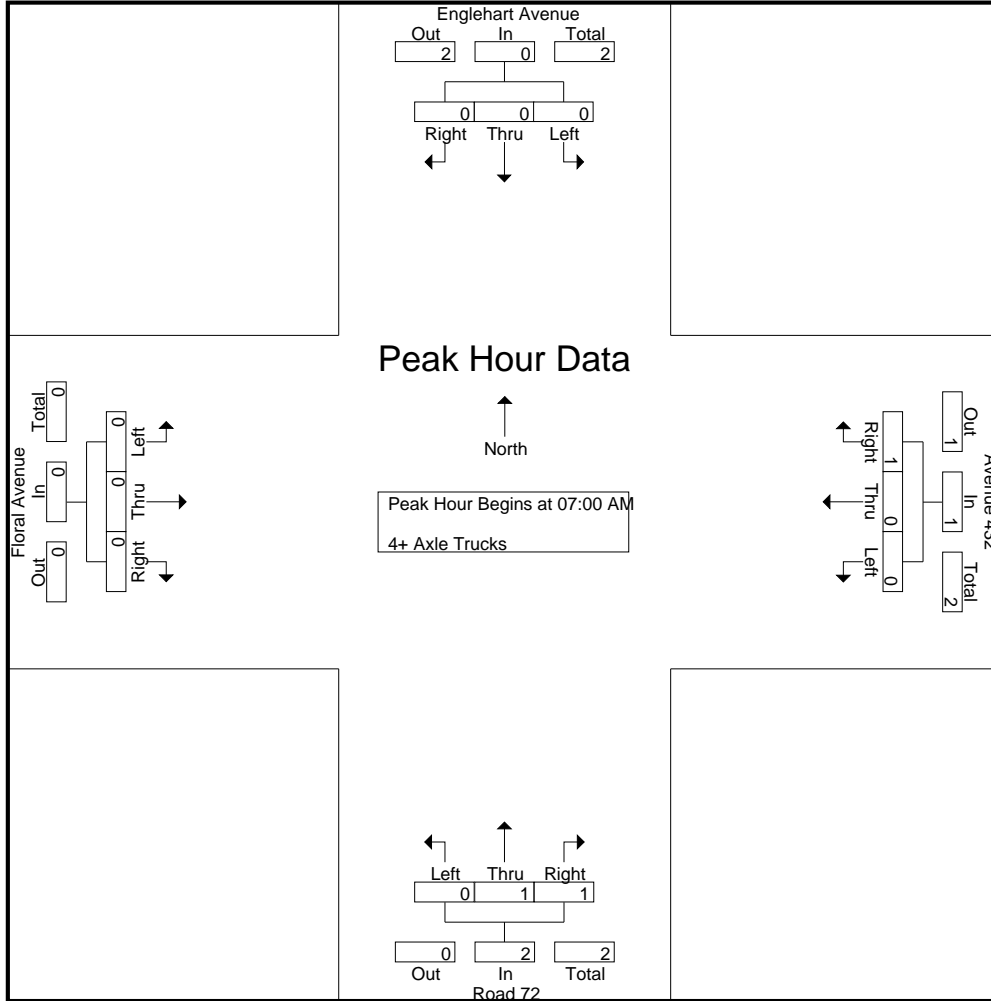 Englehart Avenue
Out In Total
2 0 2
0 0 0
Right Thru Left
Peak Hour Data
North
Peak Hour Begins at 07:00 AM
4+ Axle Trucks
Floral Avenue
Out In Total
0 0 0
Right Thru Left
0 0 0
Avenue 432
Out In Total
1 1 2
Right Thru Left
1 0 0
Left Thru Right
0 1 1
0 2 2
Out In Total
Road 72